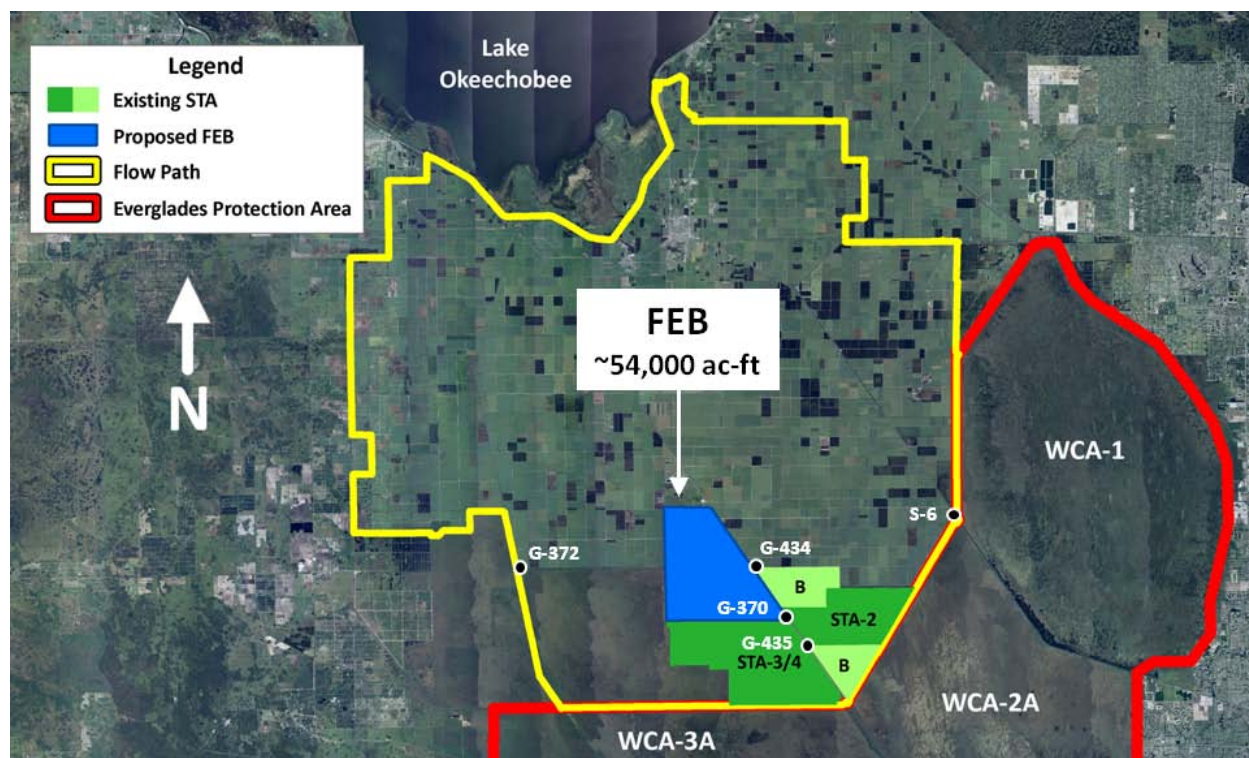 Lake
Okeechobee
Legend
Existing STA
Proposed FEB
Flow Path
Everglades Protection Area
N
FEB
~54,000 ac-ft
WCA-1
S-6
G-372
G-434
B
G-370
STA-2
G-435
STA-3/4
B
WCA-2A
WCA-3A